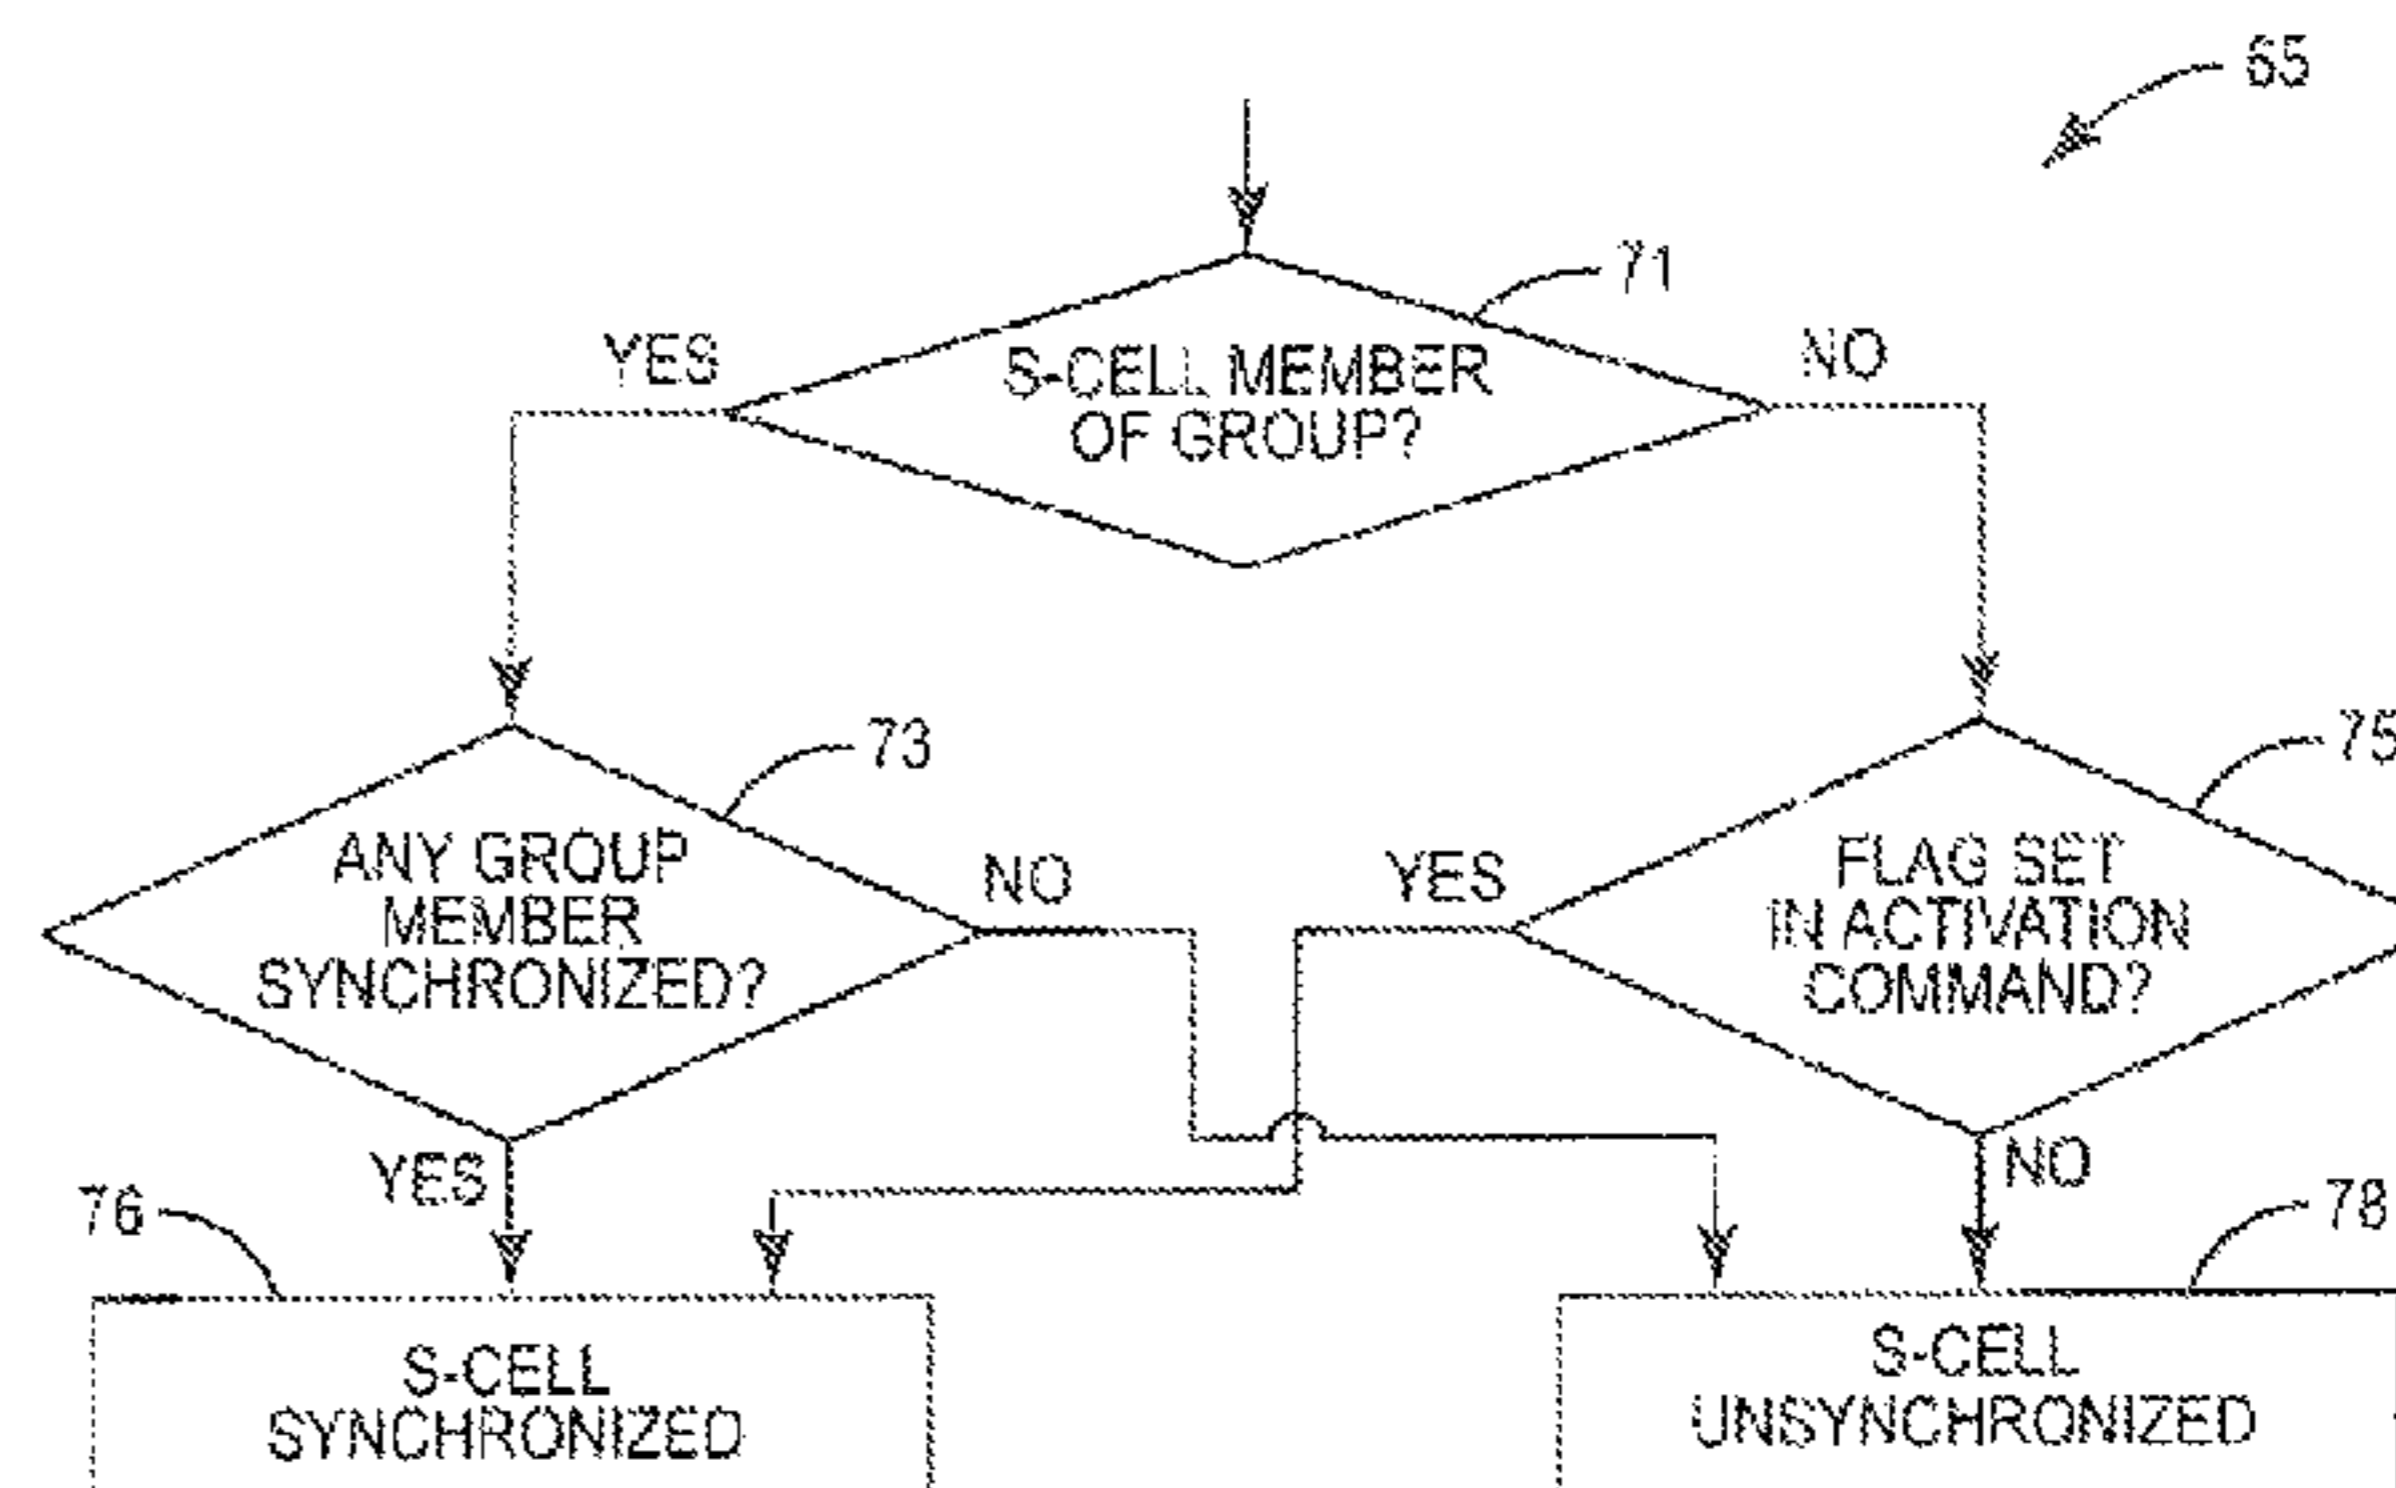 65
71
YES
S-CELL MEMBER
OF GROUP?
NO
73
75
ANY GROUP
MEMBER
SYNCHRONIZED?
NO
YES
FLAG SET
IN ACTIVATION
COMMAND?
YES
NO
76
78
S-CELL
SYNCHRONIZED
S-CELL
UNSYNCHRONIZED